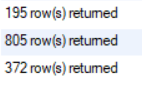 195 row(s) returned
805 row(s) returned
372 row(s) returned